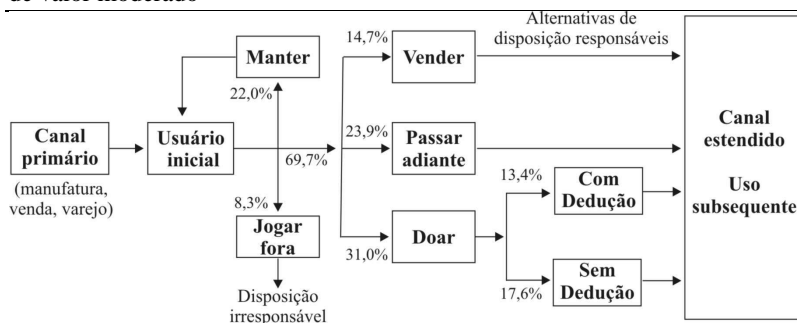 de valor moderado
Alternativas de
disposição responsáveis
Manter
14,7%
Vender
22,0%
Canal
primário
Usuário
inicial
69,7%
23,9%
Passar
adiante
Canal
estendido
Uso
subsequente
(manufatura,
venda, varejo)
8,3%
Jogar
fora
31,0%
Doar
13,4%
Com
Dedução
17,6%
Sem
Dedução
Disposição
irresponsável